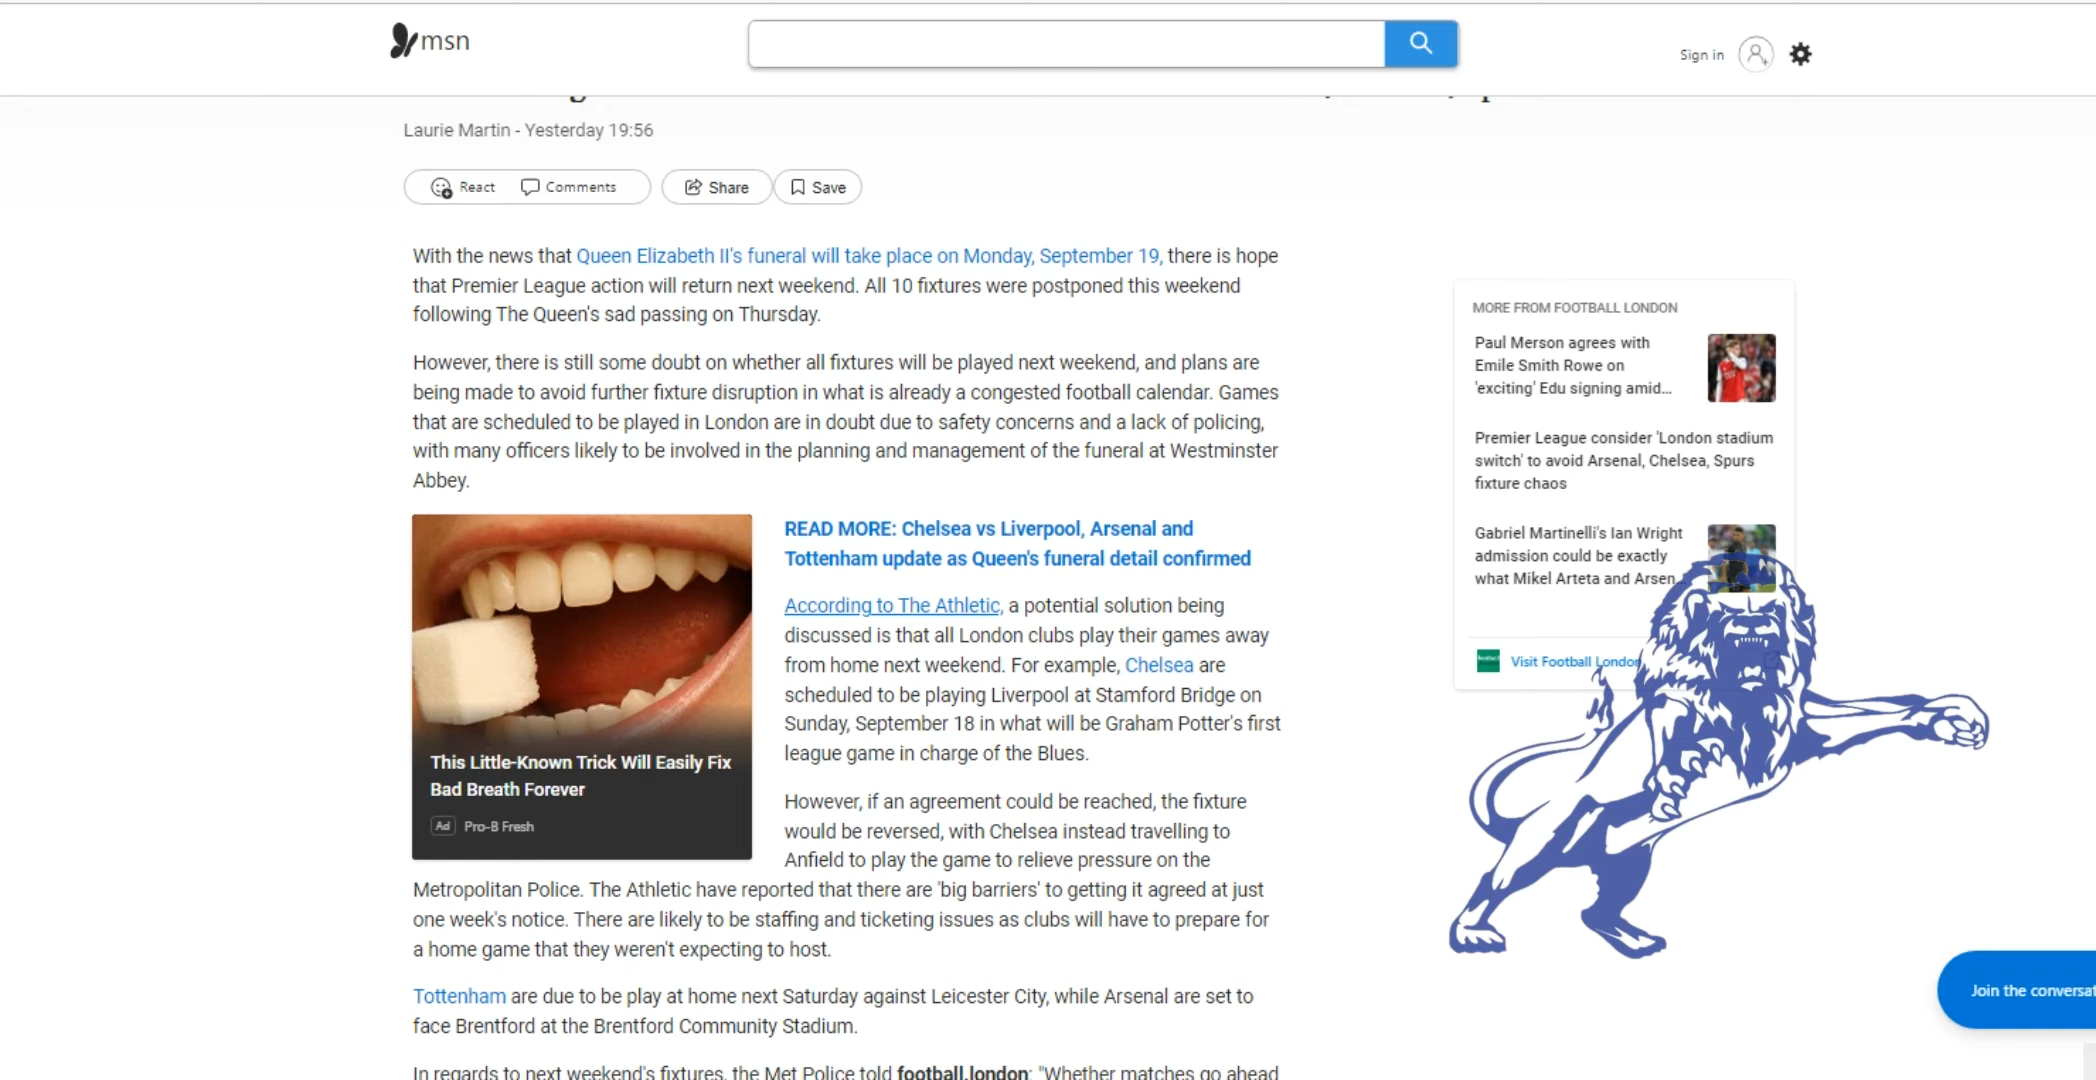 msn
Sign in
Laurie Martin - Yesterday 19:56
React
Comments
Share
Save
With the news that Queen Elizabeth II's funeral will take place on Monday, September 19, there is hope
that Premier League action will return next weekend. All 10 fixtures were postponed this weekend
following The Queen's sad passing on Thursday.
However, there is still some doubt on whether all fixtures will be played next weekend, and plans are
being made to avoid further fixture disruption in what is already a congested football calendar. Games
that are scheduled to be played in London are in doubt due to safety concerns and a lack of policing,
with many officers likely to be involved in the planning and management of the funeral at Westminster
Abbey.
This Little-Known Trick Will Easily Fix
Bad Breath Forever
Ad Pro-B Fresh
READ MORE: Chelsea vs Liverpool, Arsenal and
Tottenham update as Queen's funeral detail confirmed
According to The Athletic, a potential solution being
discussed is that all London clubs play their games away
from home next weekend. For example, Chelsea are
scheduled to be playing Liverpool at Stamford Bridge on
Sunday, September 18 in what will be Graham Potter's first
league game in charge of the Blues.
However, if an agreement could be reached, the fixture
would be reversed, with Chelsea instead travelling to
Anfield to play the game to relieve pressure on the
Metropolitan Police. The Athletic have reported that there are 'big barriers' to getting it agreed at just
one week's notice. There are likely to be staffing and ticketing issues as clubs will have to prepare for
a home game that they weren't expecting to host.
Tottenham are due to be play at home next Saturday against Leicester City, while Arsenal are set to
face Brentford at the Brentford Community Stadium.
In regards to next weekend's fixtures, the Met Police told football.london: "Whether matches go ahead
MORE FROM FOOTBALL LONDON
Paul Merson agrees with
Emile Smith Rowe on
'exciting' Edu signing amid...
Premier League consider 'London stadium
switch' to avoid Arsenal, Chelsea, Spurs
fixture chaos
Gabriel Martinelli's Ian Wright
admission could be exactly
what Mikel Arteta and Arsen...
Visit Football London
Join the conversat